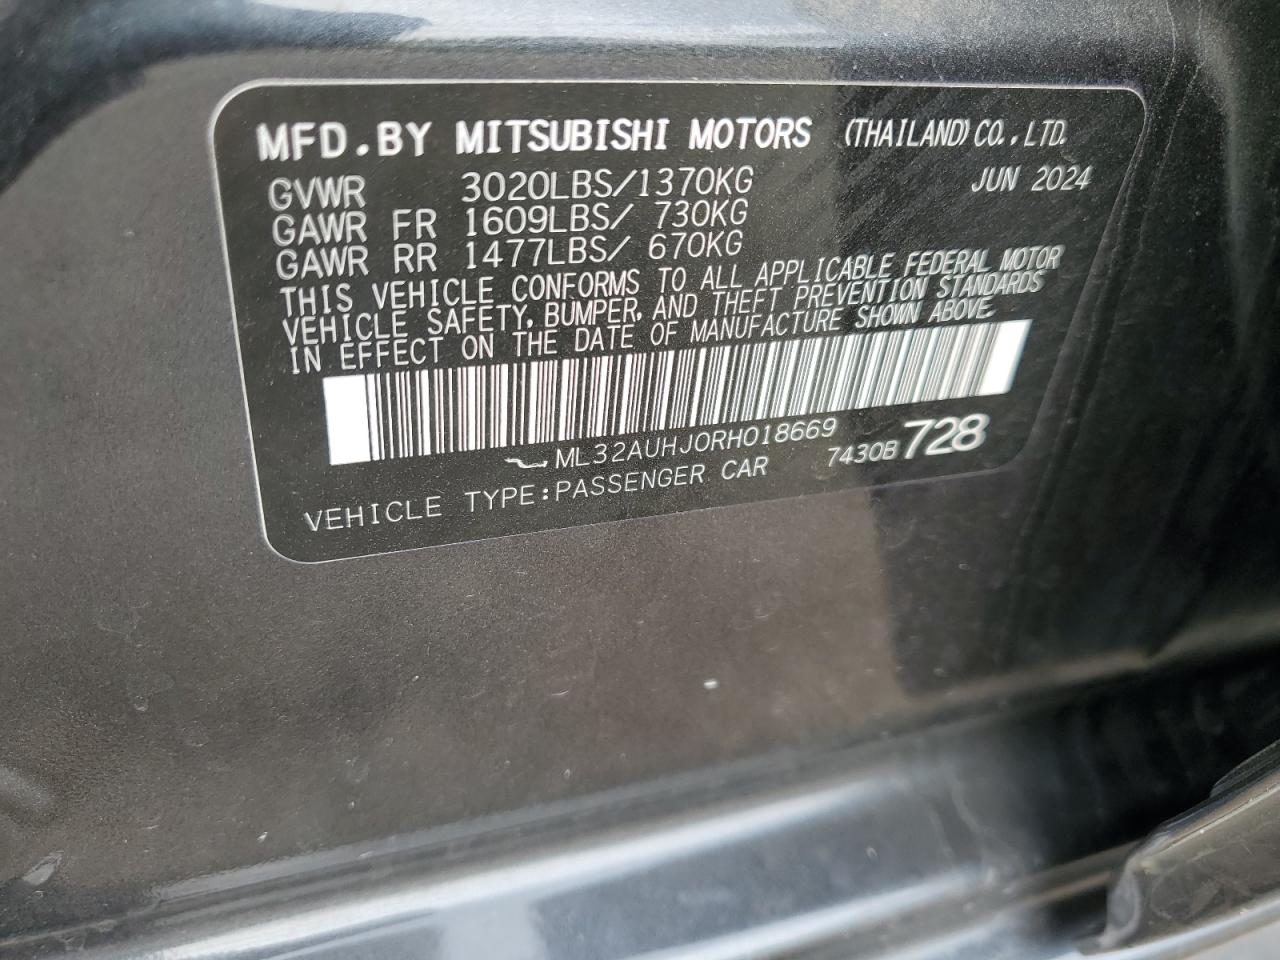 MFD.BY MITSUBISHI MOTORS (THAILAND)CO.,LTD.
GVWR 3020LBS/1370KG JUN 2024
GAWR FR 1609LBS/ 730KG
GAWR RR 1477LBS/ 670KG
THIS VEHICLE CONFORMS TO ALL APPLICABLE FEDERAL MOTOR
VEHICLE SAFETY, BUMPER, AND THEFT PREVENTION STANDARDS
IN EFFECT ON THE DATE OF MANUFACTURE SHOWN ABOVE.
ML32AUHJ0RH018669 7430B 728
VEHICLE TYPE:PASSENGER CAR